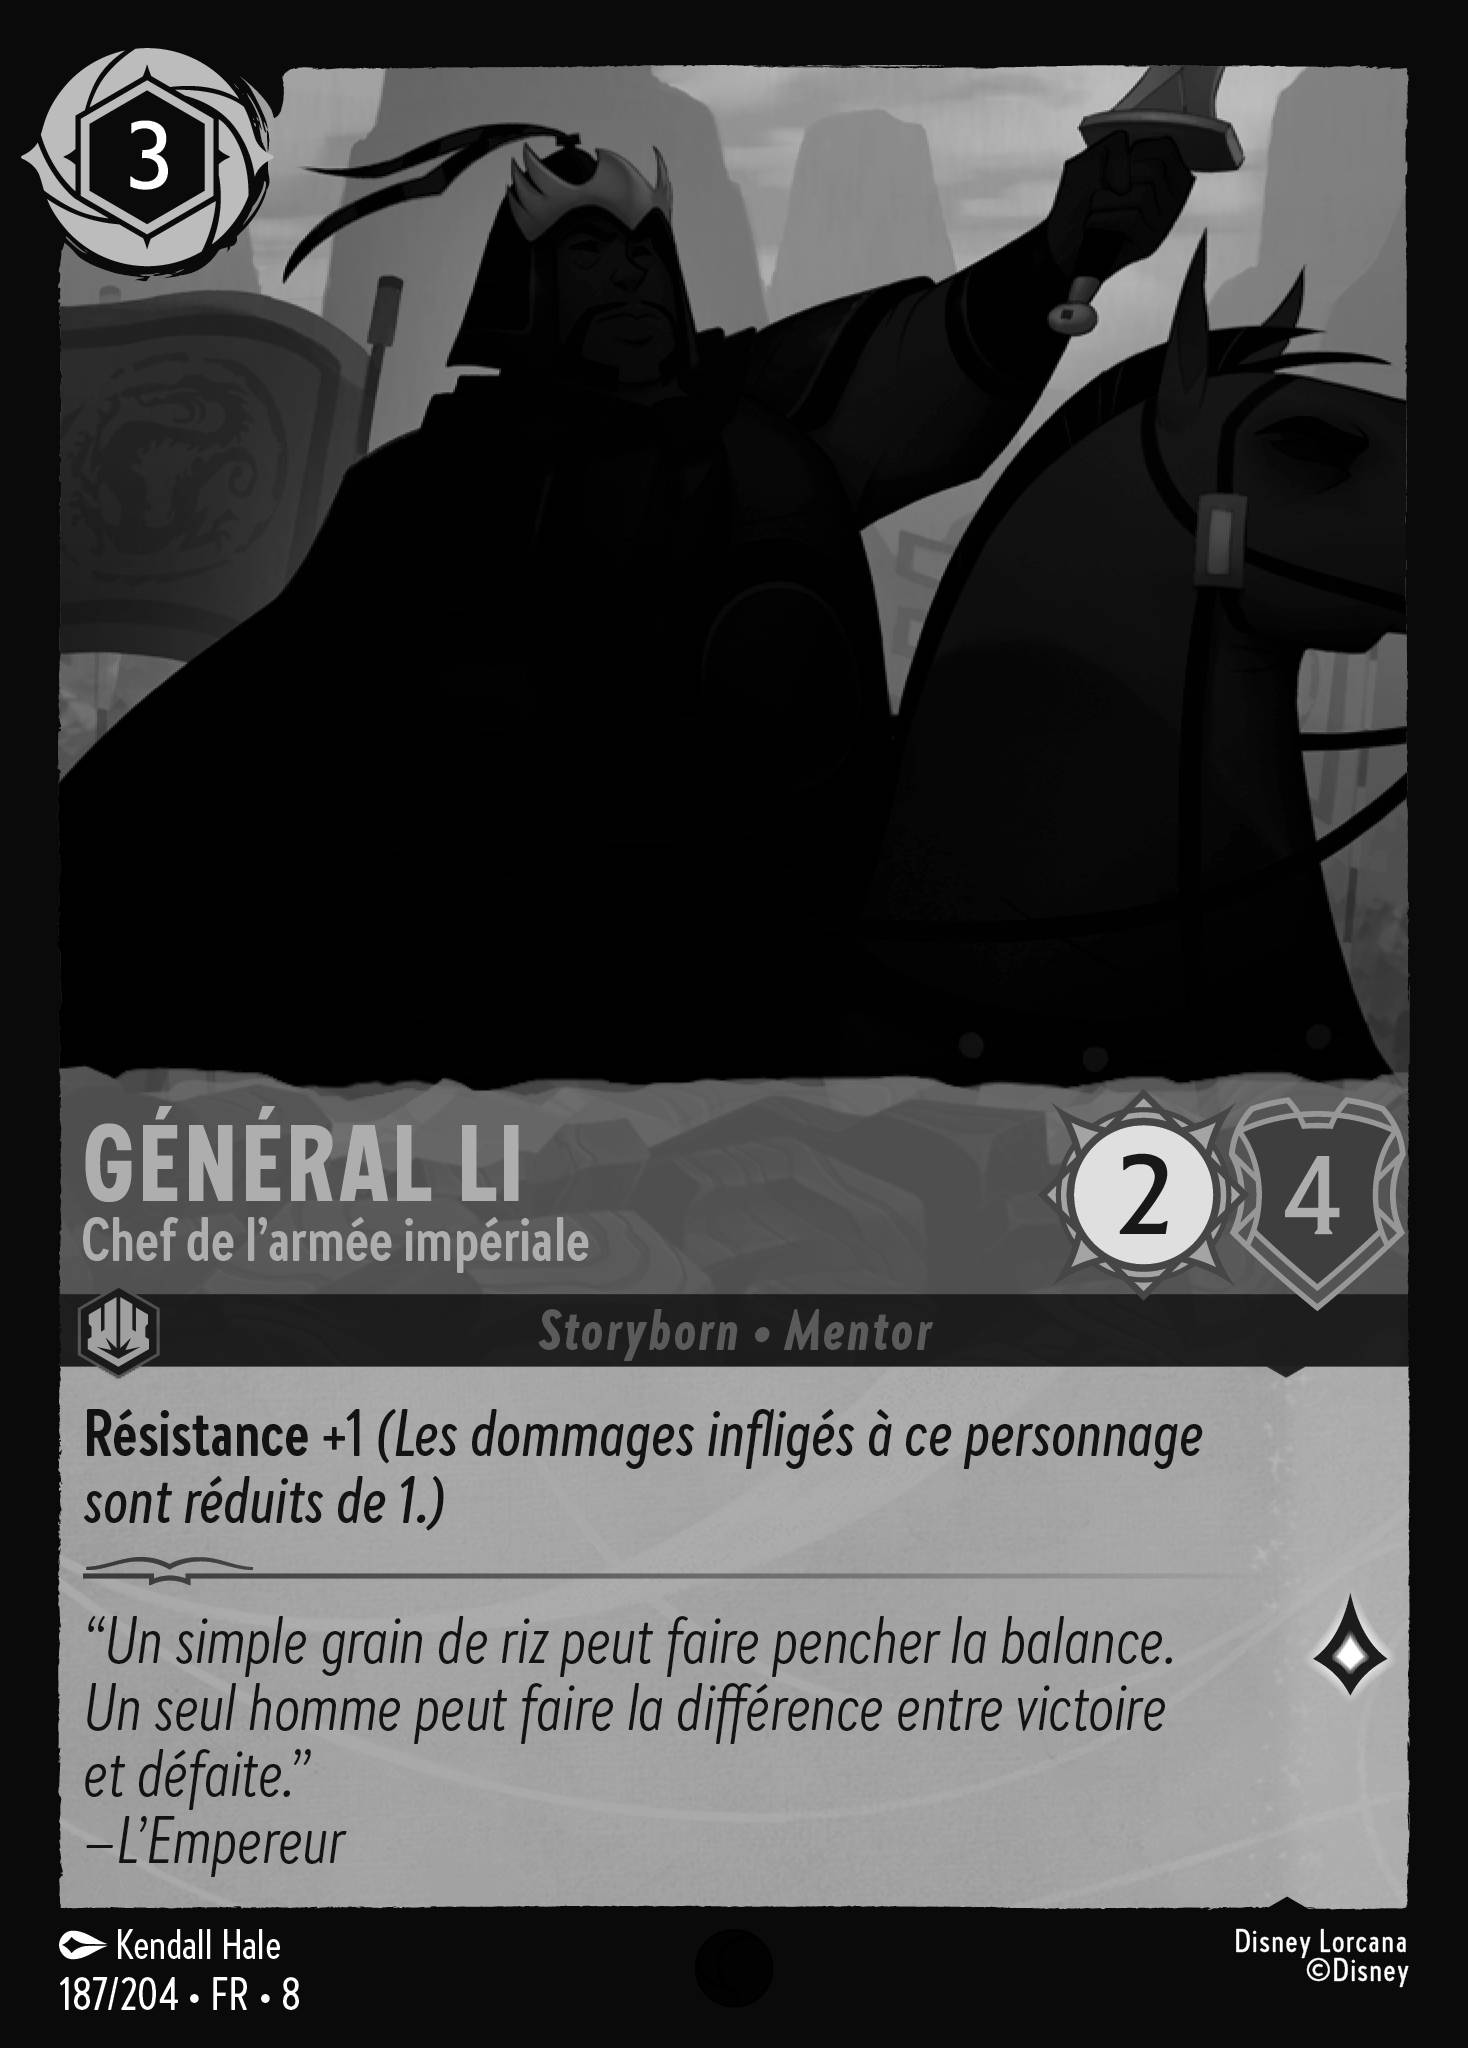 3
GÉNÉRAL LI
2
4
Chef de l’armée impériale
Storyborn • Mentor
Résistance +1 (Les dommages infligés à ce personnage
sont réduits de 1.)
“Un simple grain de riz peut faire pencher la balance.
Un seul homme peut faire la différence entre victoire
et défaite.”
–L’Empereur
Kendall Hale
187/204 • FR • 8
Disney Lorcana
©Disney